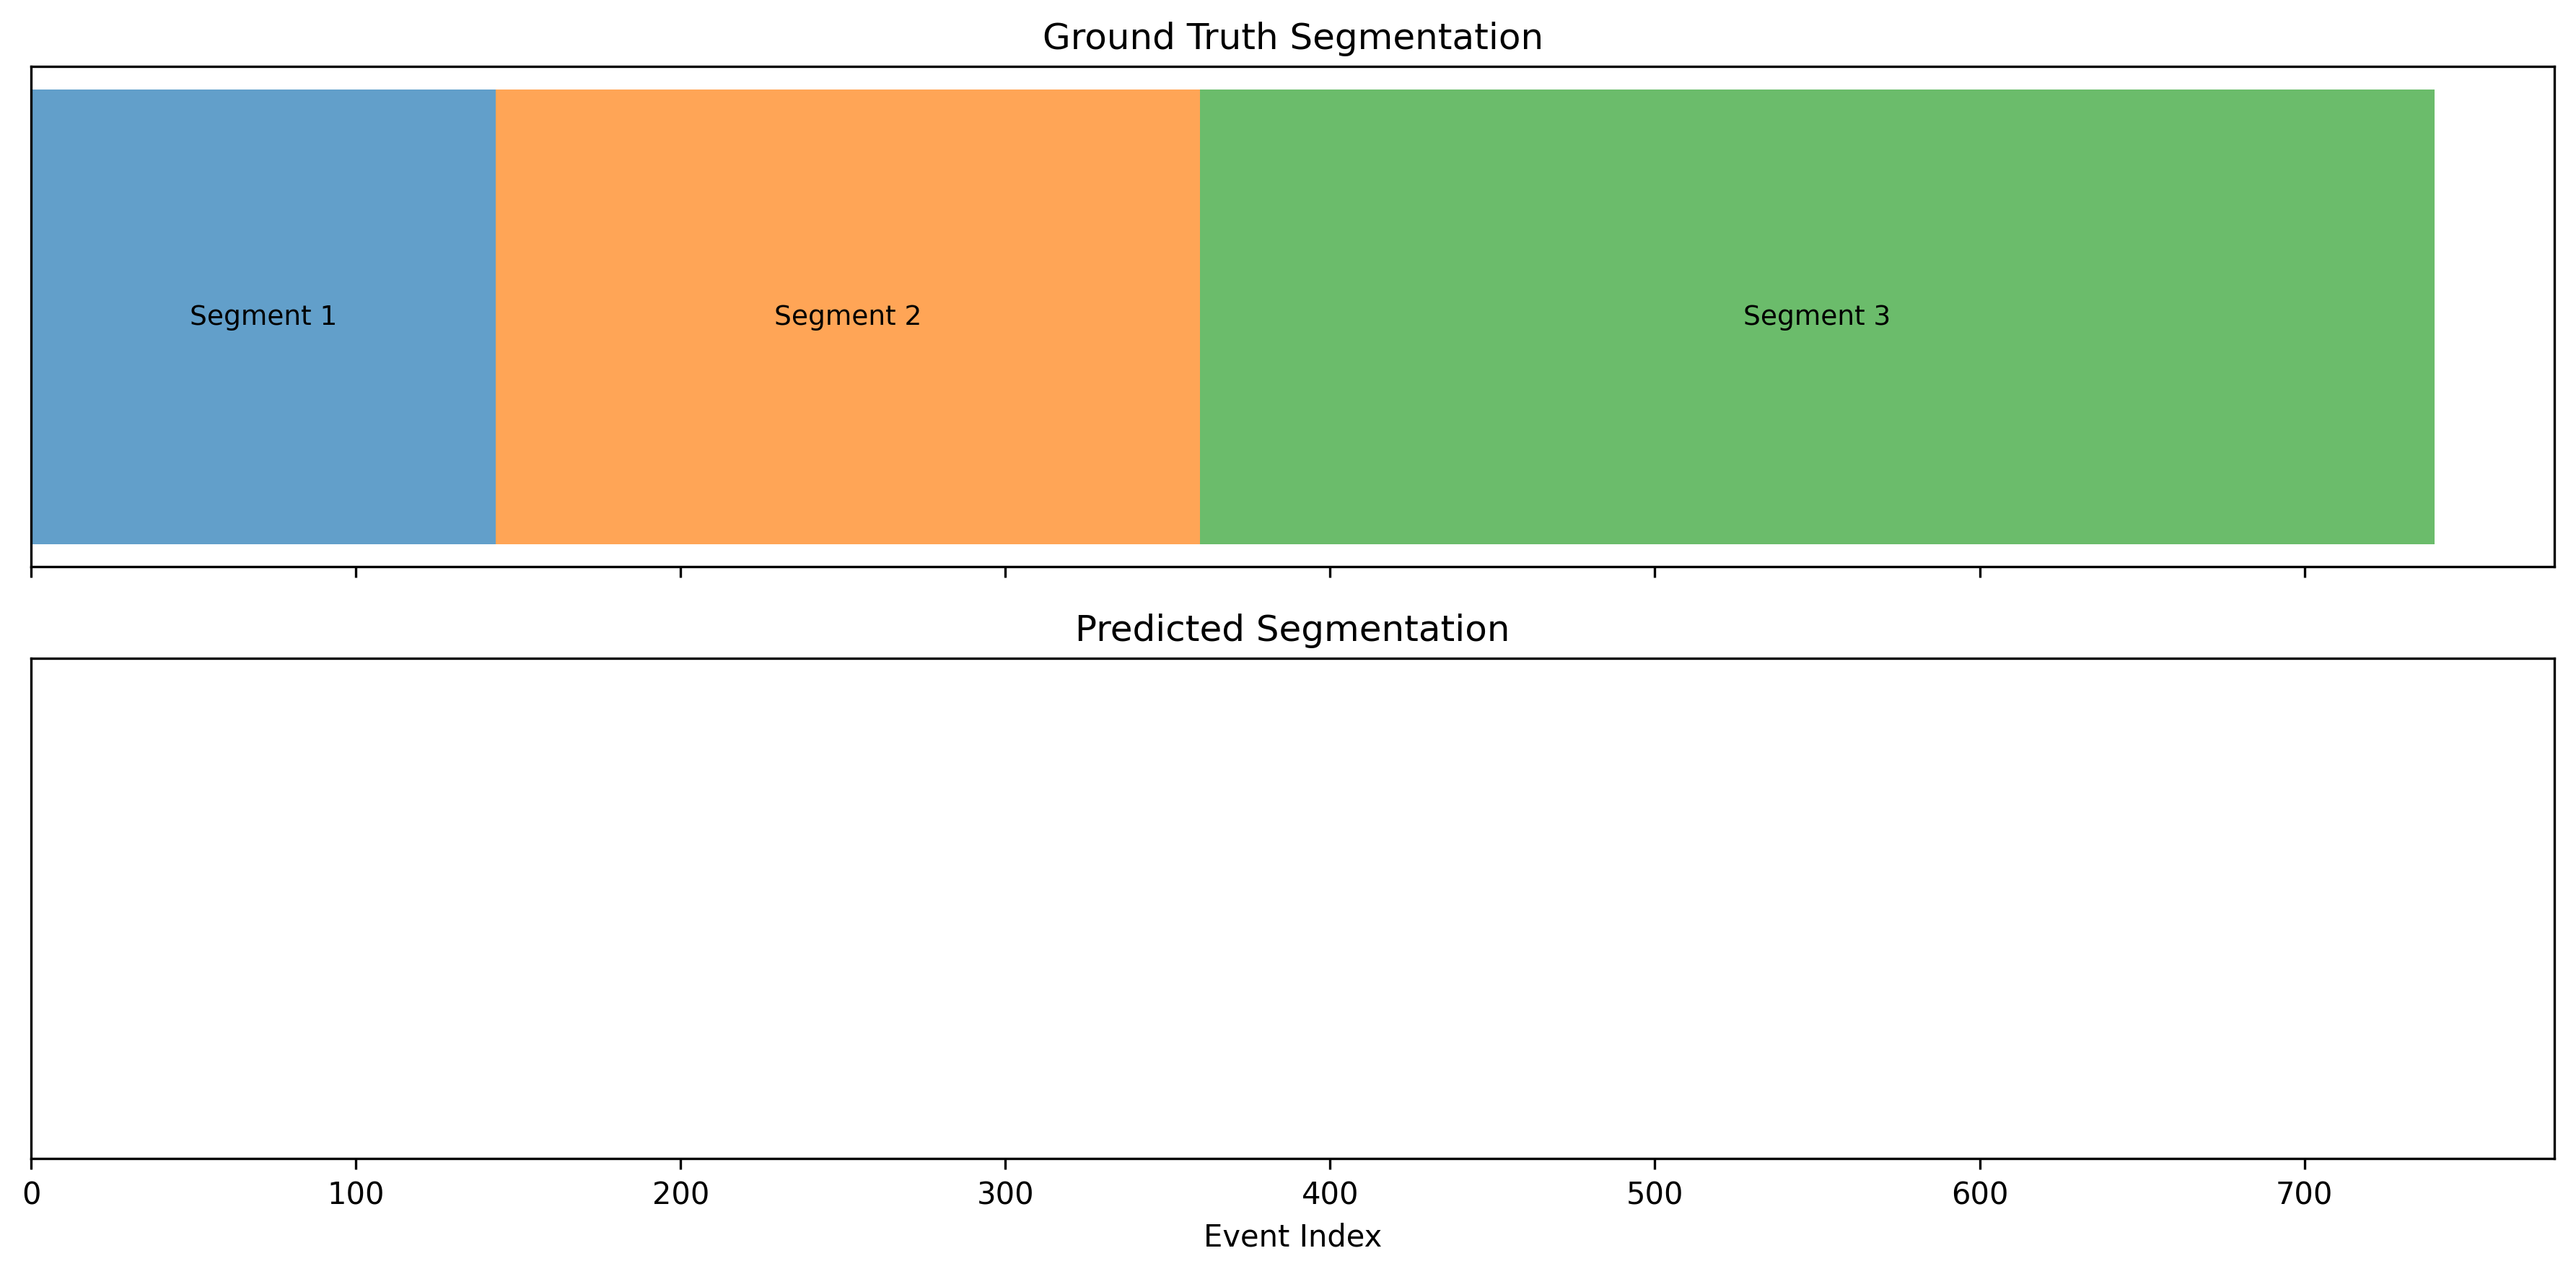 Ground Truth Segmentation
Segment 1 Segment 2 Segment 3
Predicted Segmentation
0 100 200 300 400 500 600 700
Event Index